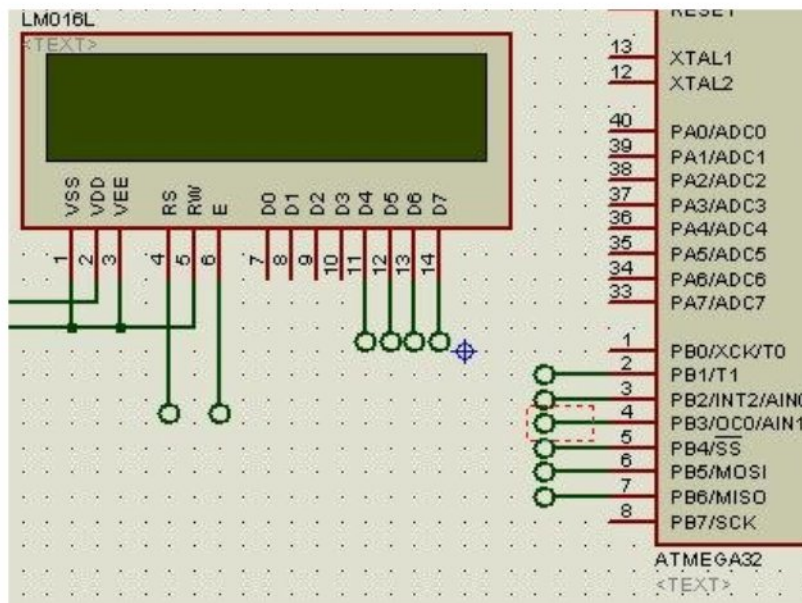 LM016L
<TEXT>
VSS
VDD
VEE
RS
RW
E
D0
D1
D2
D3
D4
D5
D6
D7
1
2
3
4
5
6
7
8
9
10
11
12
13
14
RESET
13 XTAL1
12 XTAL2
40 PA0/ADC0
39 PA1/ADC1
38 PA2/ADC2
37 PA3/ADC3
36 PA4/ADC4
35 PA5/ADC5
34 PA6/ADC6
33 PA7/ADC7
1 PB0/XCK/T0
2 PB1/T1
3 PB2/INT2/AIN0
4 PB3/OC0/AIN1
5 PB4/SS
6 PB5/MOSI
7 PB6/MISO
8 PB7/SCK
ATMEGA32
<TEXT>